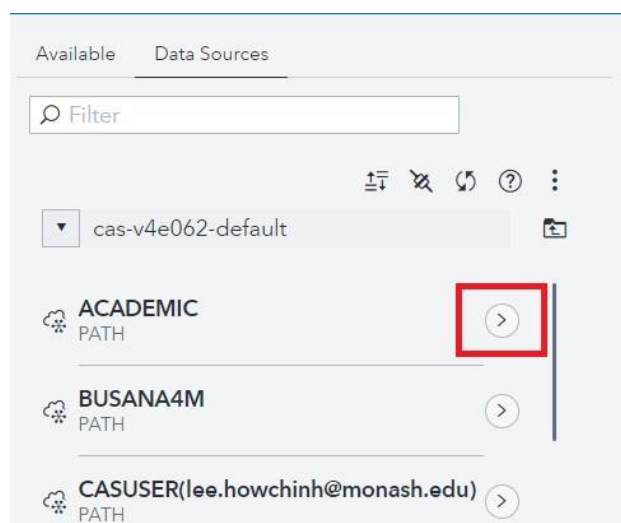 Available Data Sources
Filter
cas-v4e062-default
ACADEMIC
PATH
BUSANA4M
PATH
CASUSER(lee.howchinh@monash.edu)
PATH